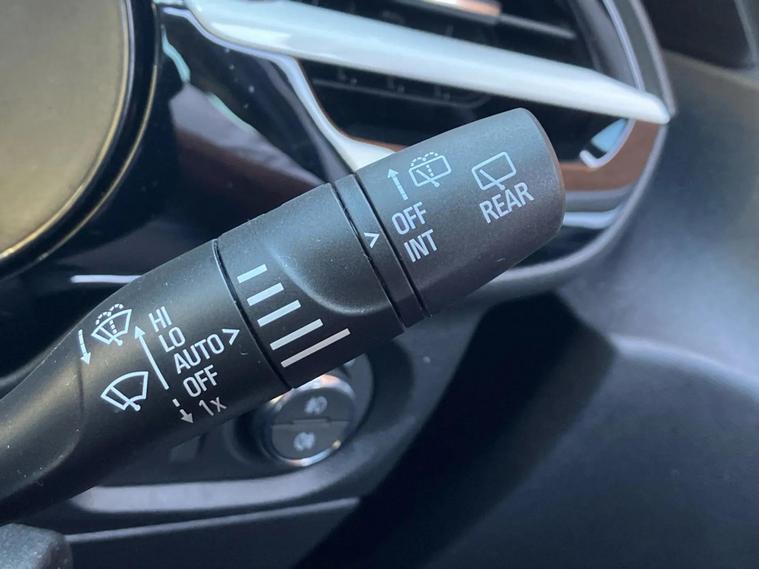 HI
LO
AUTO >
OFF
1x
> OFF
INT
REAR